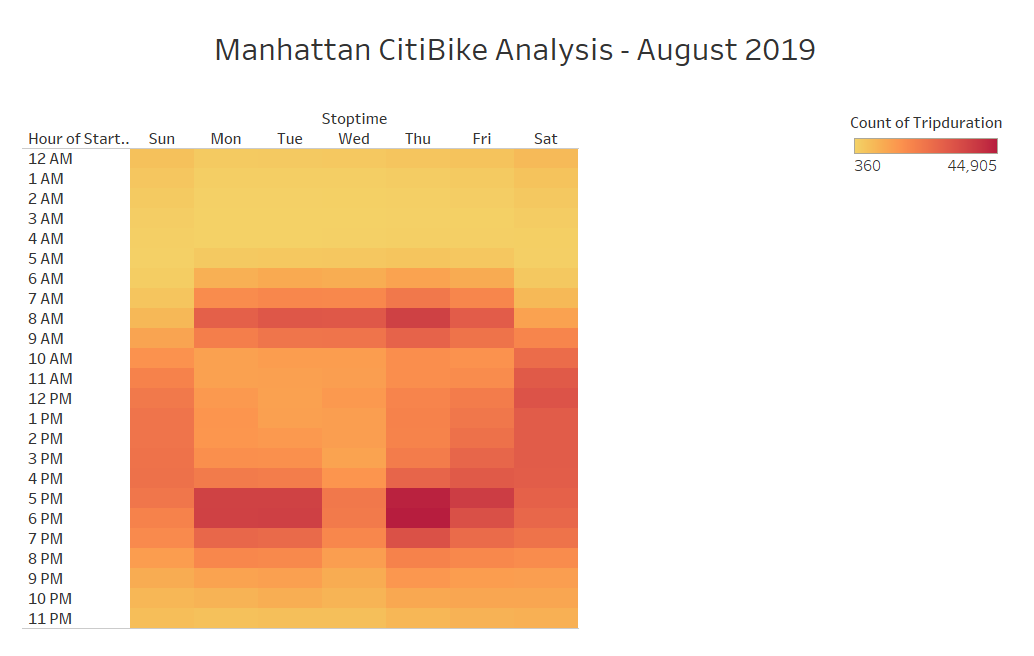 Manhattan CitiBike Analysis - August 2019
Stoptime
Hour of Start.. Sun Mon Tue Wed Thu Fri Sat
12 AM
1 AM
2 AM
3 AM
4 AM
5 AM
6 AM
7 AM
8 AM
9 AM
10 AM
11 AM
12 PM
1 PM
2 PM
3 PM
4 PM
5 PM
6 PM
7 PM
8 PM
9 PM
10 PM
11 PM
Count of Tripduration
360 44,905